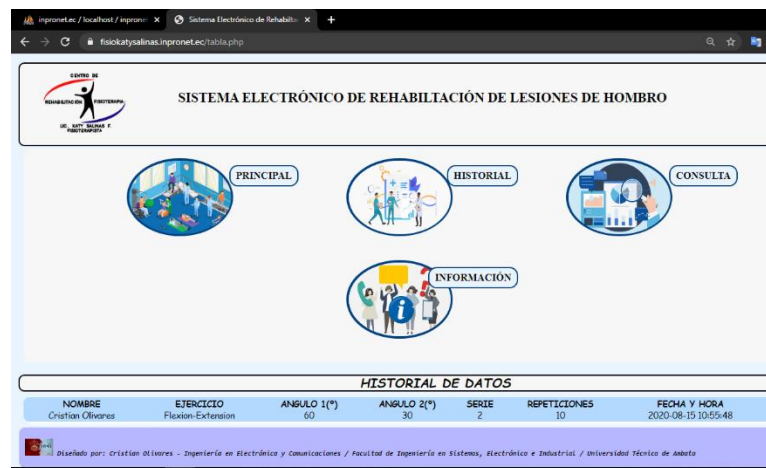 inpronet.ec / localhost / inprone
Sistema Electrónico de Rehabilta
fisiokatysalinas.inpronet.ec/tabla.php
CENTRO DE
REHABILITACIÓN FISIOTERAPIA
LIC. KATY SALINAS F.
FISIOTERAPISTA
SISTEMA ELECTRÓNICO DE REHABILTACIÓN DE LESIONES DE HOMBRO
PRINCIPAL
HISTORIAL
CONSULTA
INFORMACIÓN
HISTORIAL DE DATOS
NOMBRE EJERCICIO ANGULO 1(°) ANGULO 2(°) SERIE REPETICIONES FECHA Y HORA
Cristian Olivares Flexion-Extension 60 30 2 10 2020-08-15 10:55:48
Diseñado por: Cristian Olivares - Ingeniería en Electrónica y Comunicaciones / Facultad de Ingeniería en Sistemas, Electrónica e Industrial / Universidad Técnica de Ambato